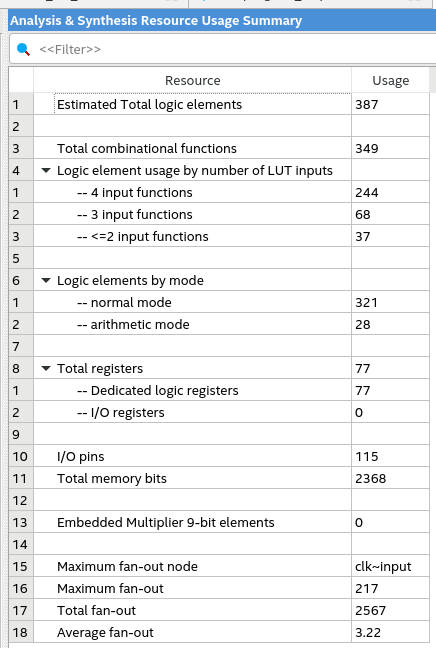 Analysis & Synthesis Resource Usage Summary
<<Filter>>
Resource Usage
1 Estimated Total logic elements 387
2
3 Total combinational functions 349
4 Logic element usage by number of LUT inputs
1 -- 4 input functions 244
2 -- 3 input functions 68
3 -- <=2 input functions 37
5
6 Logic elements by mode
1 -- normal mode 321
2 -- arithmetic mode 28
7
8 Total registers 77
1 -- Dedicated logic registers 77
2 -- I/O registers 0
9
10 I/O pins 115
11 Total memory bits 2368
12
13 Embedded Multiplier 9-bit elements 0
14
15 Maximum fan-out node clk~input
16 Maximum fan-out 217
17 Total fan-out 2567
18 Average fan-out 3.22